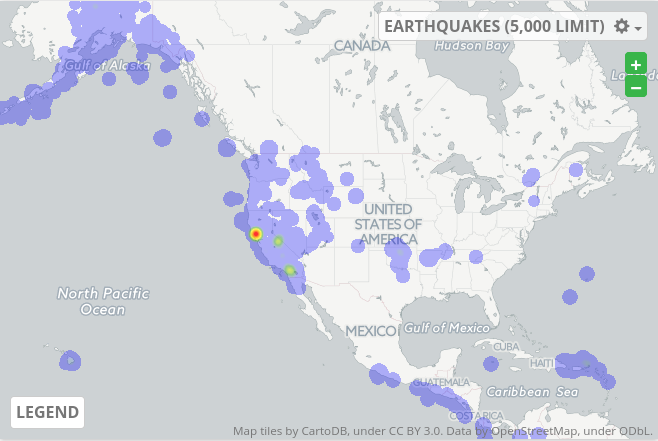 EARTHQUAKES (5,000 LIMIT)
CANADA
Hudson Bay
Gulf of Alaska
+
−
UNITED
STATES OF
AMERICA
North Pacific
Ocean
MEXICO
Gulf of Mexico
CUBA
HAITI
GUATEMALA
Caribbean Sea
COSTA RICA
LEGEND
Map tiles by CartoDB, under CC BY 3.0. Data by OpenStreetMap, under ODbL.